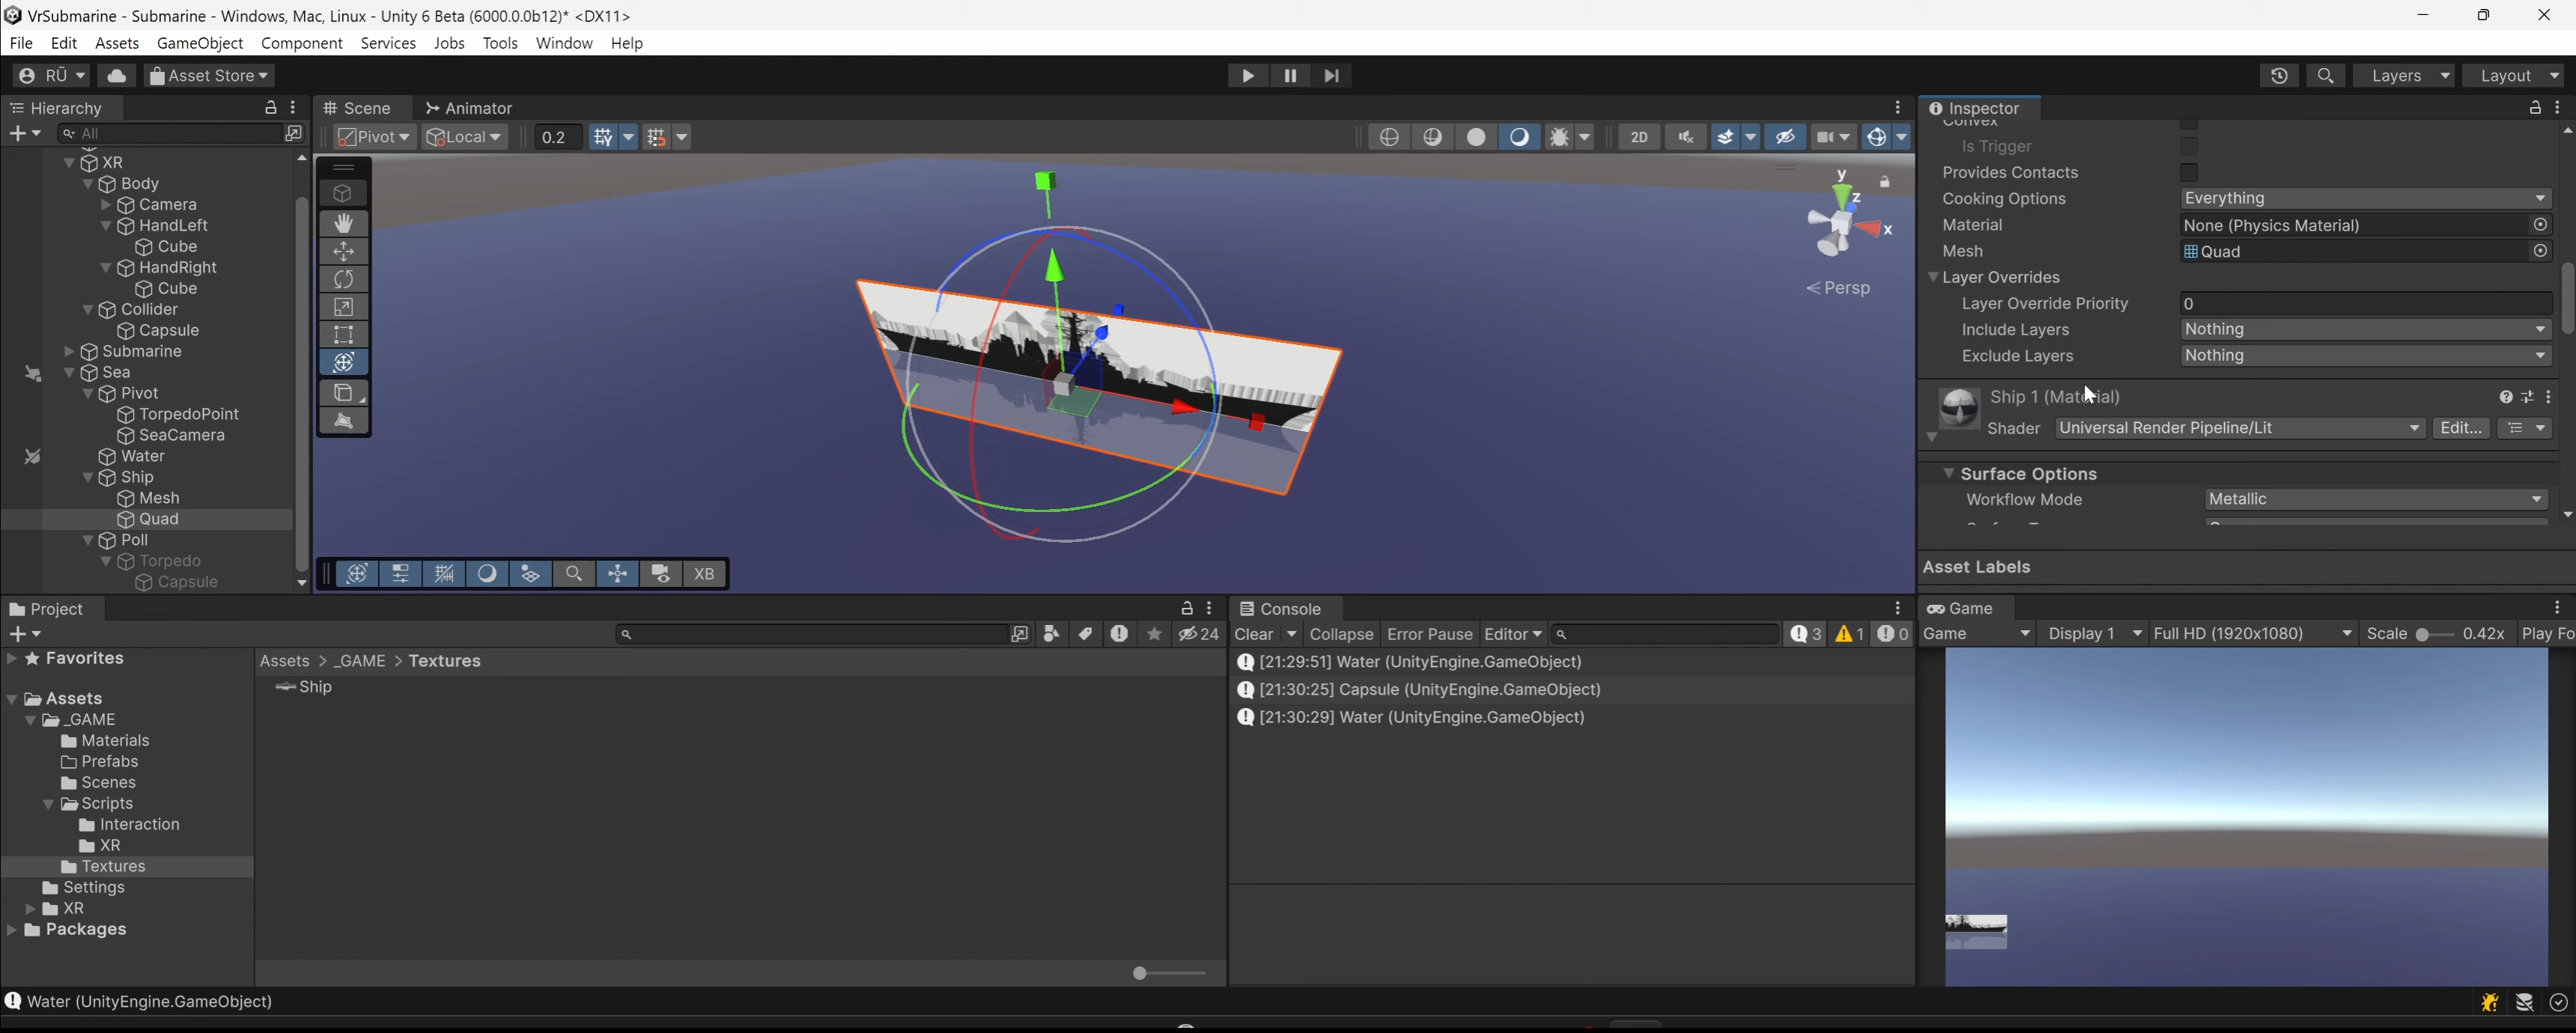 VrSubmarine - Submarine - Windows, Mac, Linux - Unity 6 Beta (6000.0.0b12)* <DX11>
File Edit Assets GameObject Component Services Jobs Tools Window Help
RŪ Asset Store Layers Layout
Hierarchy
All
XR
Body
Camera
HandLeft
Cube
HandRight
Cube
Collider
Capsule
Submarine
Sea
Pivot
TorpedoPoint
SeaCamera
Water
Ship
Mesh
Quad
Poll
Torpedo
Capsule
Scene Animator
Pivot Local 0.2 2D
y
z
x
Persp
XB
Inspector
Convex
Is Trigger
Provides Contacts
Cooking Options Everything
Material None (Physics Material)
Mesh Quad
Layer Overrides
Layer Override Priority 0
Include Layers Nothing
Exclude Layers Nothing
Ship 1 (Material)
Shader Universal Render Pipeline/Lit Edit...
Surface Options
Workflow Mode Metallic
Asset Labels
Project
24
Favorites
Assets
_GAME
Materials
Prefabs
Scenes
Scripts
Interaction
XR
Textures
Settings
XR
Packages
Assets > _GAME > Textures
Ship
Console
Clear Collapse Error Pause Editor 3 1 0
[21:29:51] Water (UnityEngine.GameObject)
[21:30:25] Capsule (UnityEngine.GameObject)
[21:30:29] Water (UnityEngine.GameObject)
Game
Game Display 1 Full HD (1920x1080) Scale 0.42x Play Fo
Water (UnityEngine.GameObject)